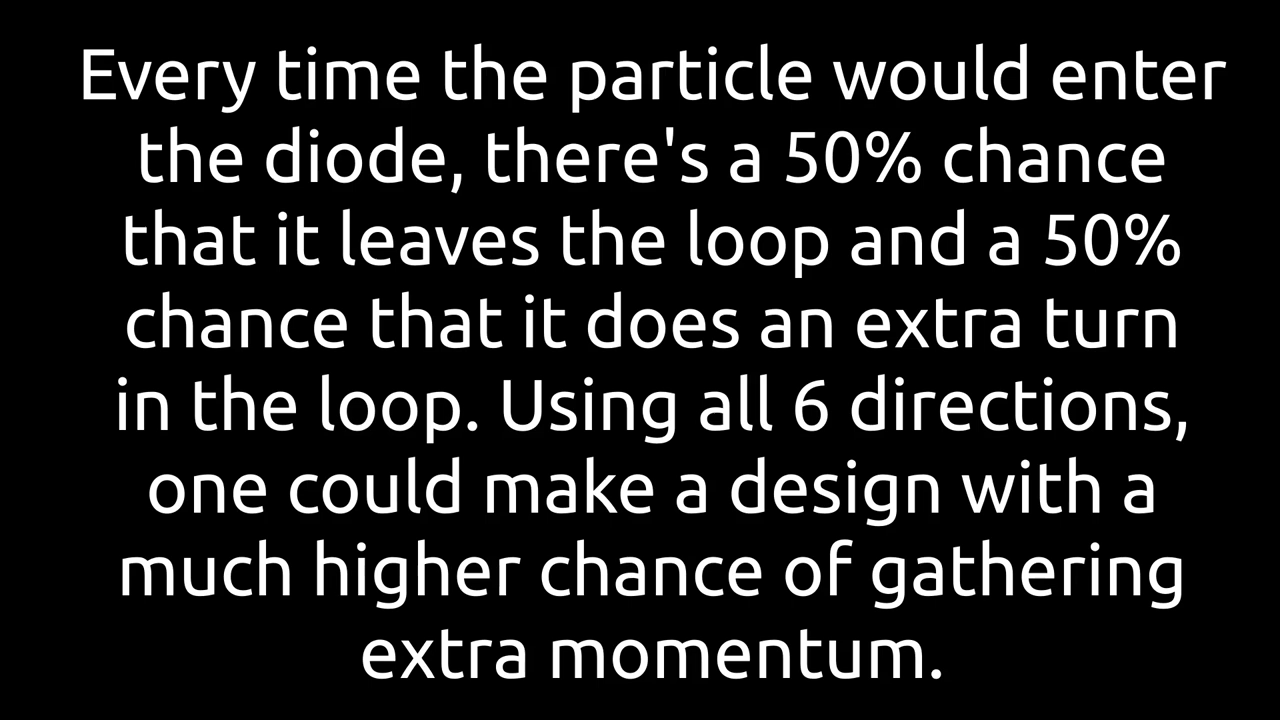 Every time the particle would enter
the diode, there's a 50% chance
that it leaves the loop and a 50%
chance that it does an extra turn
in the loop. Using all 6 directions,
one could make a design with a
much higher chance of gathering
extra momentum.